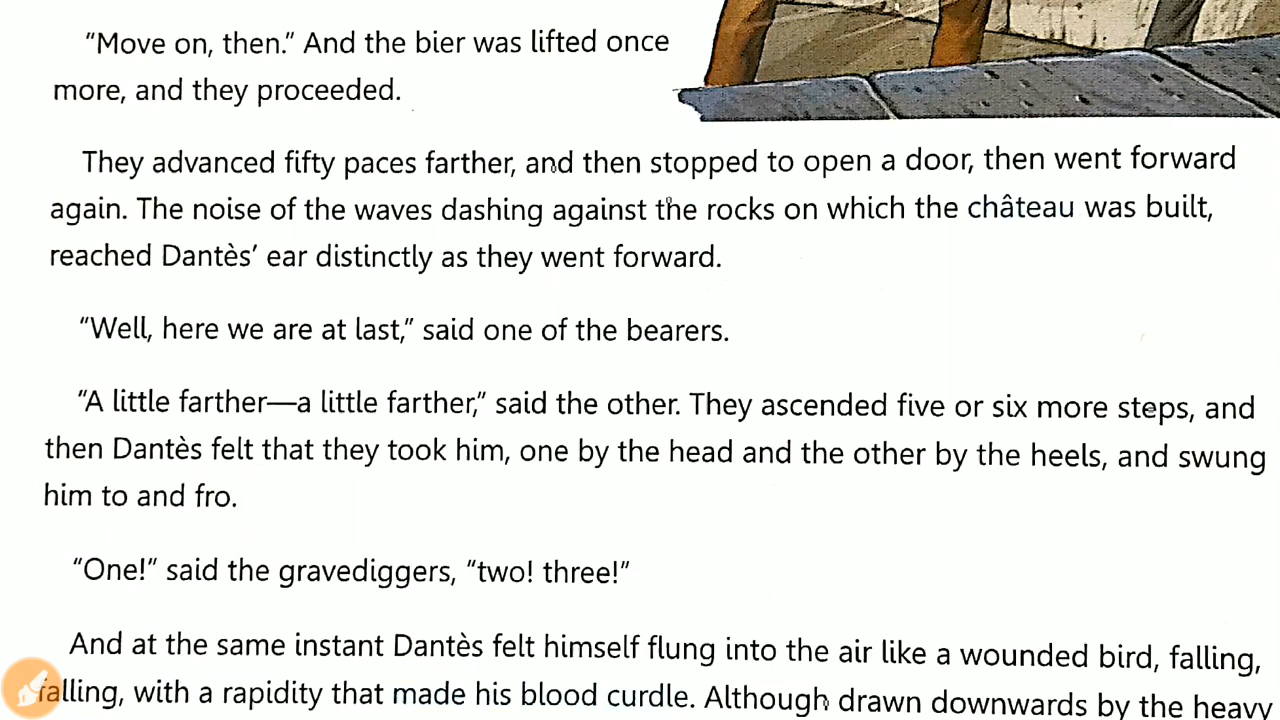 “Move on, then.” And the bier was lifted once
more, and they proceeded.
They advanced fifty paces farther, and then stopped to open a door, then went forward
again. The noise of the waves dashing against the rocks on which the château was built,
reached Dantès’ ear distinctly as they went forward.
“Well, here we are at last,” said one of the bearers.
“A little farther—a little farther,” said the other. They ascended five or six more steps, and
then Dantès felt that they took him, one by the head and the other by the heels, and swung
him to and fro.
“One!” said the gravediggers, “two! three!”
And at the same instant Dantès felt himself flung into the air like a wounded bird, falling,
falling, with a rapidity that made his blood curdle. Although drawn downwards by the heavy